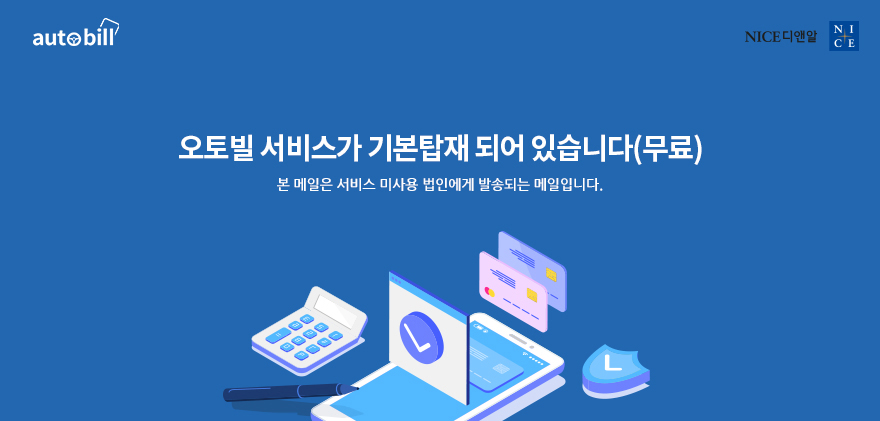 autobill
NICE디앤알
N I
C E
오토빌 서비스가 기본탑재 되어 있습니다(무료)
본 메일은 서비스 미사용 법인에게 발송되는 메일입니다.